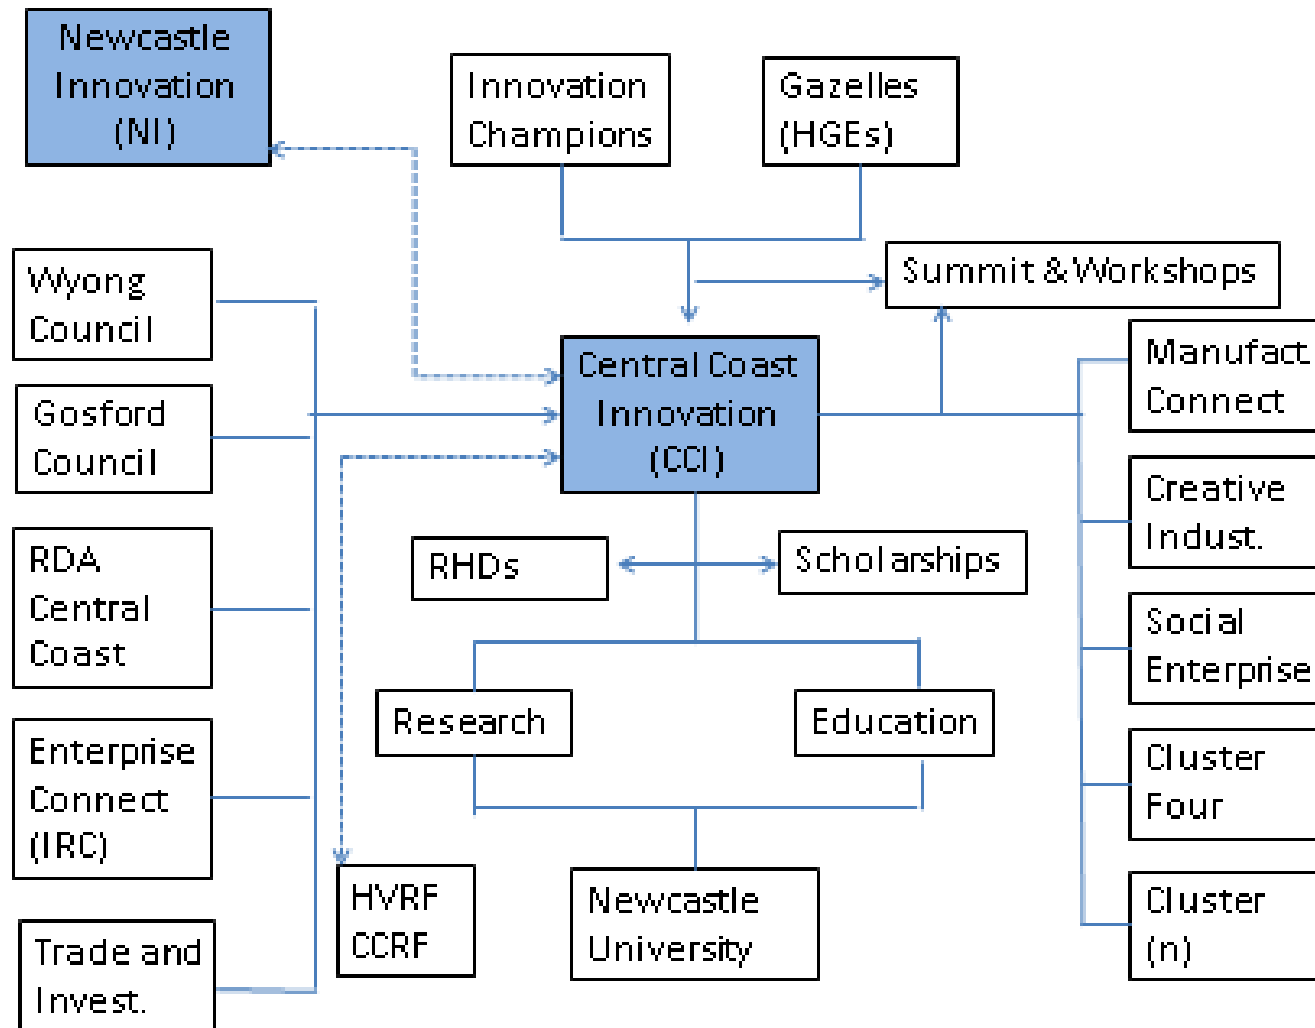 Newcastle
Innovation
(NI)
Innovation
Champions
Gazelles
(HGEs)
Summit & Workshops
Wyong
Council
Gosford
Council
RDA
Central
Coast
Enterprise
Connect
(IRC)
Trade and
Invest.
Central Coast
Innovation
(CCI)
RHDs
Scholarships
Research
Education
HVRF
CCRF
Newcastle
University
Manufact.
Connect
Creative
Indust.
Social
Enterprise
Cluster
Four
Cluster
(n)